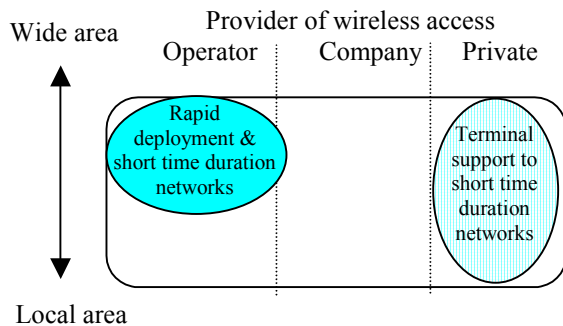 Provider of wireless access
Wide area
Operator
Company
Private
Rapid
deployment &
short time duration
networks
Terminal
support to
short time
duration
networks
Local area